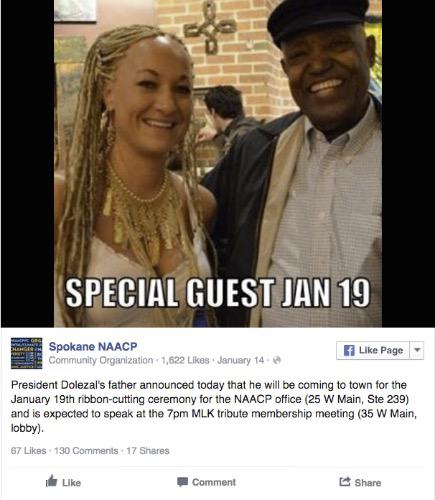 SPECIAL GUEST JAN 19
Spokane NAACP
Community Organization · 1,622 Likes · January 14 ·
Like Page
President Dolezal's father announced today that he will be coming to town for the
January 19th ribbon-cutting ceremony for the NAACP office (25 W Main, Ste 239)
and is expected to speak at the 7pm MLK tribute membership meeting (35 W Main,
lobby).
67 Likes · 130 Comments · 17 Shares
Like Comment Share